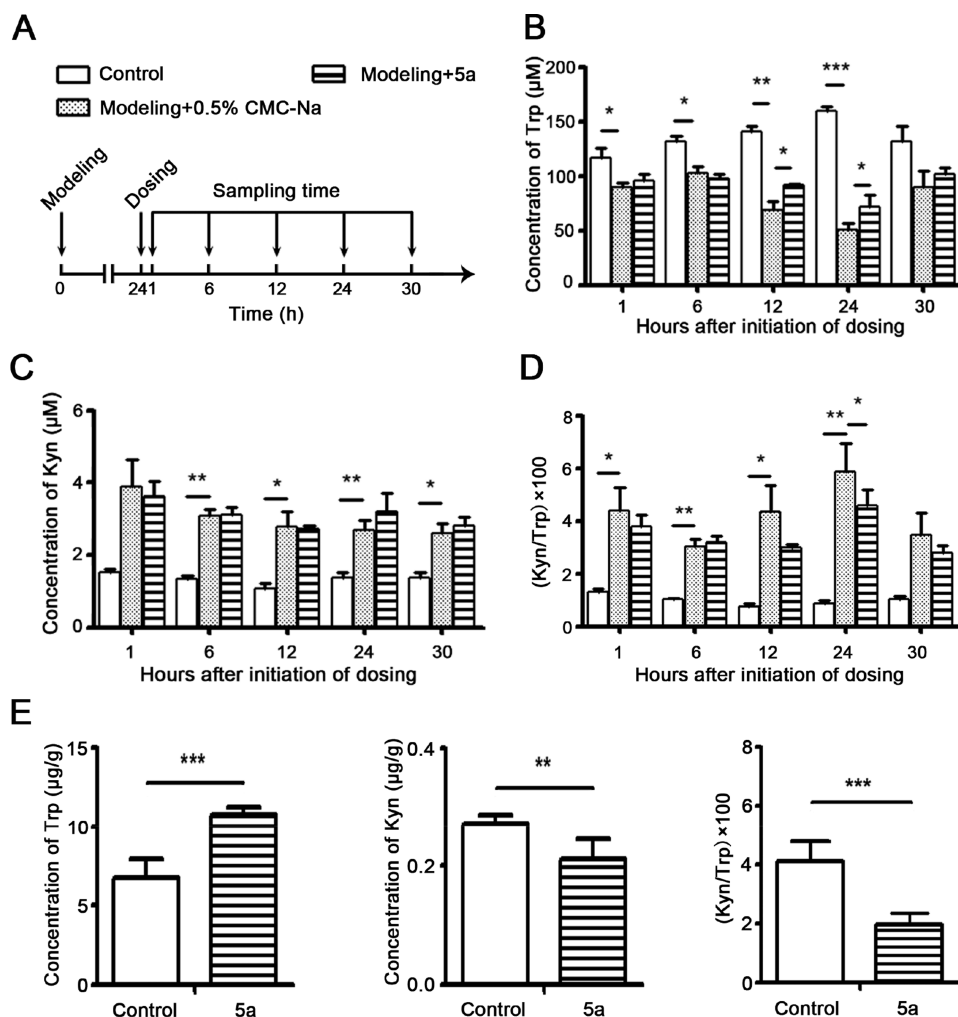 A
Control
Modeling+5a
Modeling+0.5% CMC-Na
Modeling
Dosing
Sampling time
0 24 1 6 12 24 30
Time (h)
B
Concentration of Trp (µM)
200
150
100
50
0
* * ** * *** *
1 6 12 24 30
Hours after initiation of dosing
C
Concentration of Kyn (µM)
6
4
2
0
** * ** *
1 6 12 24 30
Hours after initiation of dosing
D
(Kyn/Trp)×100
8
6
4
2
0
* ** * ** *
1 6 12 24 30
Hours after initiation of dosing
E
Concentration of Trp (µg/g)
15
10
5
0
***
Control 5a
Concentration of Kyn (µg/g)
0.4
0.2
0.0
**
Control 5a
(Kyn/Trp)×100
8
6
4
2
0
***
Control 5a